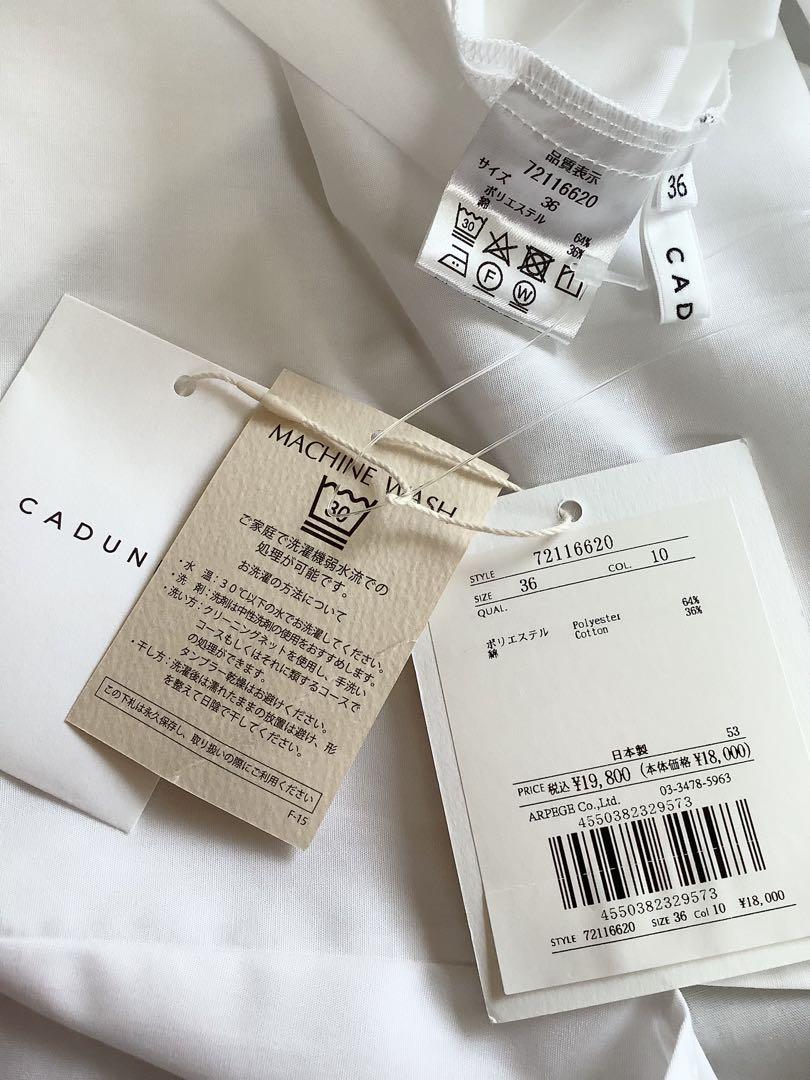 品質表示
72116620
サイズ 36
ポリエステル 64%
綿 36%
30
F
W
36
CAD
CADUN
MACHINE WASH
30
ご家庭で洗濯機弱水流での
処理が可能です。
お洗濯の方法について
・水 温:30℃以下の水でお洗濯してください。
・洗 剤:洗剤は中性洗剤の使用をおすすめします。
・洗い方:クリーニングネットを使用し、手洗い
コースもしくはそれに類するコースで
の処理ができます。
タンブラー乾燥はお避けください。
・干し方:洗濯後は濡れたままの放置は避け、形
を整えて日陰で干してください。
この下札は永久保存し、取り扱いの際にご利用ください
F-15
STYLE 72116620
SIZE 36 COL. 10
QUAL.
ポリエステル Polyester 64%
綿 Cotton 36%
53
日本製
PRICE 税込 ¥19,800 (本体価格 ¥18,000)
ARPEGE Co.,Ltd. 03-3478-5963
4550382329573
4550382329573
STYLE 72116620 SIZE 36 Col 10 ¥18,000